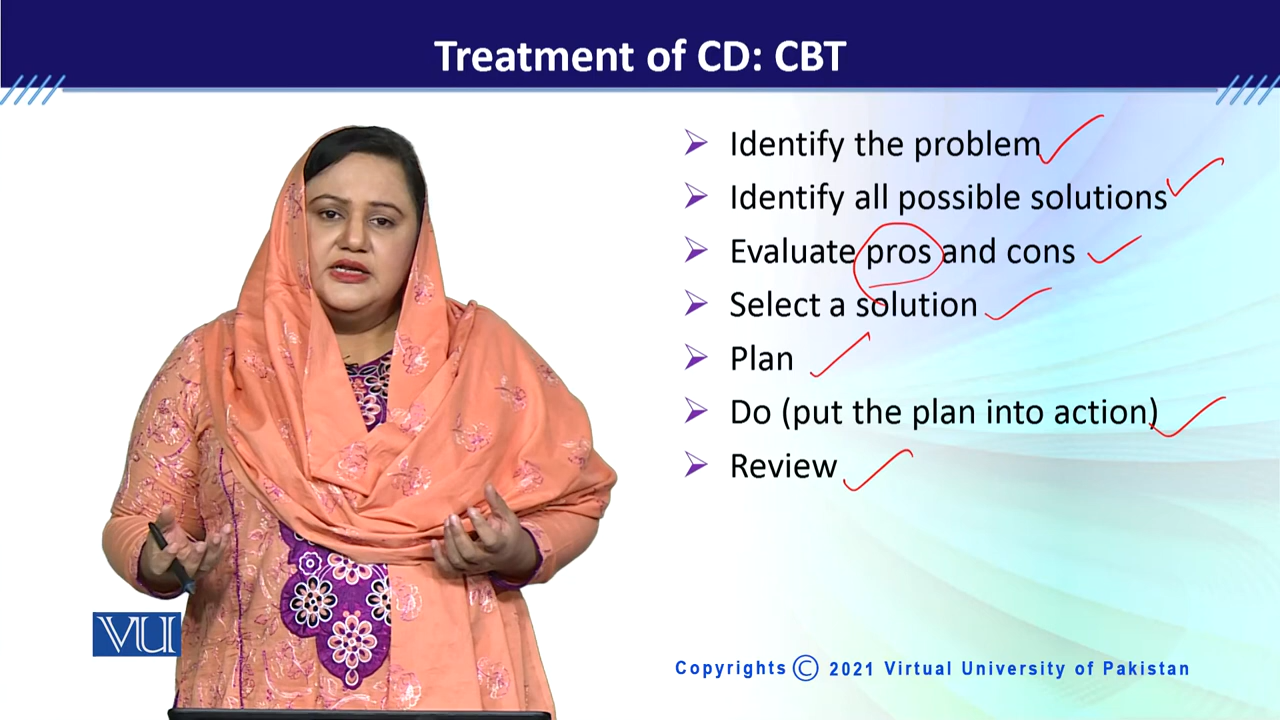 Treatment of CD: CBT
Identify the problem
Identify all possible solutions
Evaluate pros and cons
Select a solution
Plan
Do (put the plan into action)
Review
VU
Copyrights © 2021 Virtual University of Pakistan